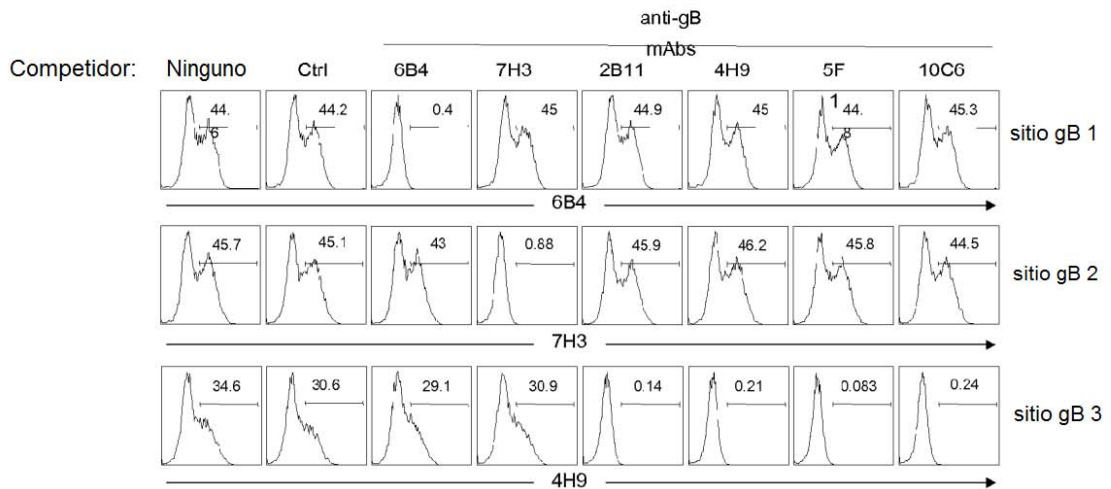 anti-gB
mAbs
Competidor: Ninguno Ctrl 6B4 7H3 2B11 4H9 5F 10C6
1
44. 44.2 0.4 45 44.9 45 44. 45.3 sitio gB 1
6 8
6B4
45.7 45.1 43 0.88 45.9 46.2 45.8 44.5 sitio gB 2
7H3
34.6 30.6 29.1 30.9 0.14 0.21 0.083 0.24 sitio gB 3
4H9